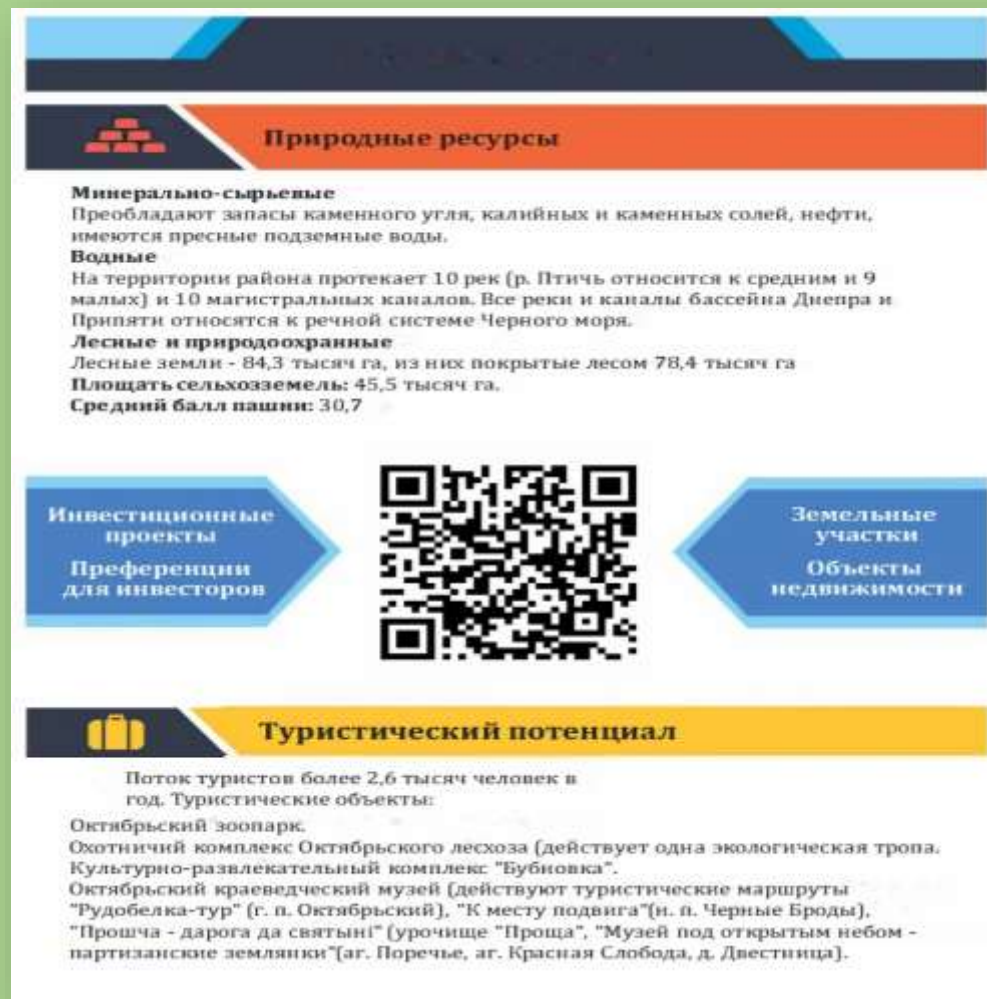 Природные ресурсы
Минерально-сырьевые
Преобладают запасы каменного угля, калийных и каменных солей, нефти,
имеются пресные подземные воды.
Водные
На территории района протекает 10 рек (р. Птичь относится к средним и 9
малых) и 10 магистральных каналов. Все реки и каналы бассейна Днепра и
Припяти относятся к речной системе Черного моря.
Лесные и природоохранные
Лесные земли - 84,3 тысяч га, из них покрытые лесом 78,4 тысяч га
Площать сельхозземель: 45,5 тысяч га.
Средний балл пашни: 30,7
Инвестиционные
проекты
Преференции
для инвесторов
Земельные
участки
Объекты
недвижимости
Туристический потенциал
Поток туристов более 2,6 тысяч человек в
год. Туристические объекты:
Октябрьский зоопарк.
Охотничий комплекс Октябрьского лесхоза (действует одна экологическая тропа.
Культурно-развлекательный комплекс "Бубновка".
Октябрьский краеведческий музей (действуют туристические маршруты
"Рудобелка-тур" (г. п. Октябрьский), "К месту подвига"(н. п. Черные Броды),
"Прошча - дарога да святыні" (урочище "Проща", "Музей под открытым небом -
партизанские землянки"(аг. Поречье, аг. Красная Слобода, д. Двестница).